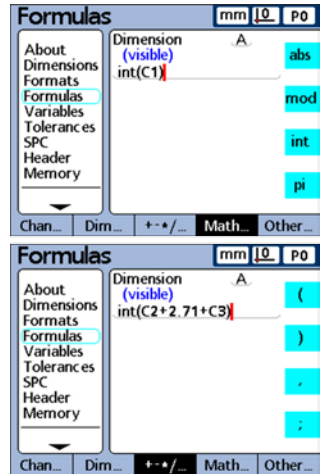 Formulas mm 0 P0
About
Dimensions
Formats
Formulas
Variables
Tolerances
SPC
Header
Memory
Dimension A
(visible)
int(C1)
abs
mod
int
pi
Chan... Dim... +-*/... Math... Other...
Formulas mm 0 P0
About
Dimensions
Formats
Formulas
Variables
Tolerances
SPC
Header
Memory
Dimension A
(visible)
int(C2+2.71+C3)
(
)
,
;
Chan... Dim... +-*/... Math... Other...